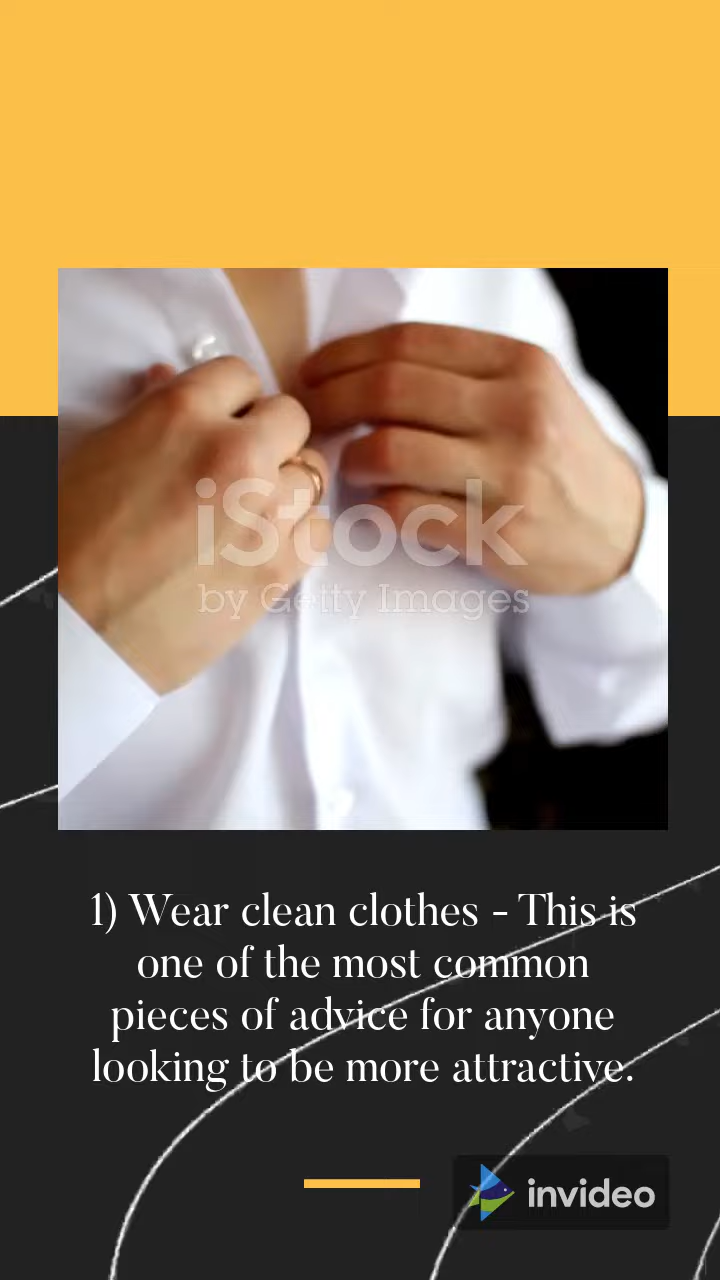 iStock
by Getty Images
1) Wear clean clothes - This is
one of the most common
pieces of advice for anyone
looking to be more attractive.
invideo